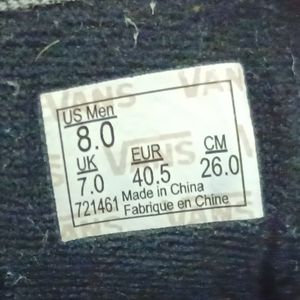 VANS
US Men
8.0
UK EUR CM
7.0 40.5 26.0
721461 Made in China
Fabrique en Chine